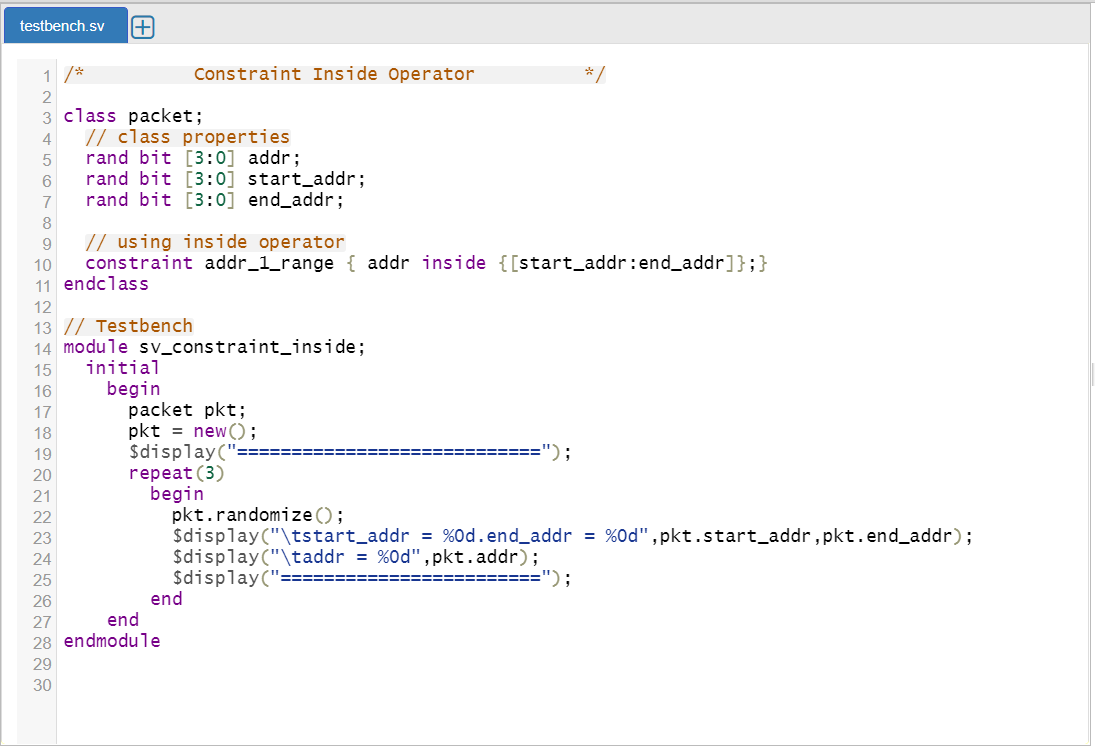 testbench.sv
1 /*          Constraint Inside Operator          */
2
3 class packet;
4   // class properties
5   rand bit [3:0] addr;
6   rand bit [3:0] start_addr;
7   rand bit [3:0] end_addr;
8
9   // using inside operator
10   constraint addr_1_range { addr inside {[start_addr:end_addr]};}
11 endclass
12
13 // Testbench
14 module sv_constraint_inside;
15   initial
16     begin
17       packet pkt;
18       pkt = new();
19       $display("============================");
20       repeat(3)
21         begin
22           pkt.randomize();
23           $display("\tstart_addr = %0d.end_addr = %0d",pkt.start_addr,pkt.end_addr);
24           $display("\taddr = %0d",pkt.addr);
25           $display("========================");
26         end
27     end
28 endmodule
29
30